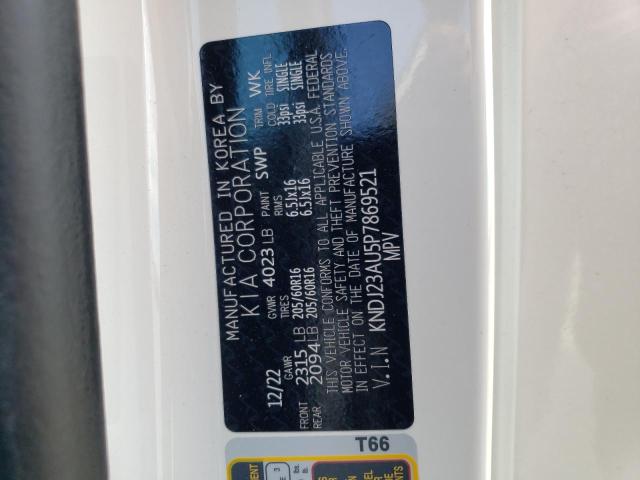 MANUFACTURED IN KOREA BY
KIA CORPORATION
12/22 GVWR 4023 LB PAINT SWP TRIM WK
GAWR TIRES RIMS COLD TIRE INFL
FRONT 2315 LB 205/60R16 6.5Jx16 33psi SINGLE
REAR 2094 LB 205/60R16 6.5Jx16 33psi SINGLE
THIS VEHICLE CONFORMS TO ALL APPLICABLE U.S.A. FEDERAL
MOTOR VEHICLE SAFETY AND THEFT PREVENTION STANDARDS
IN EFFECT ON THE DATE OF MANUFACTURE SHOWN ABOVE.
V.I.N KNDJ23AU5P7869521
MPV
T66
3